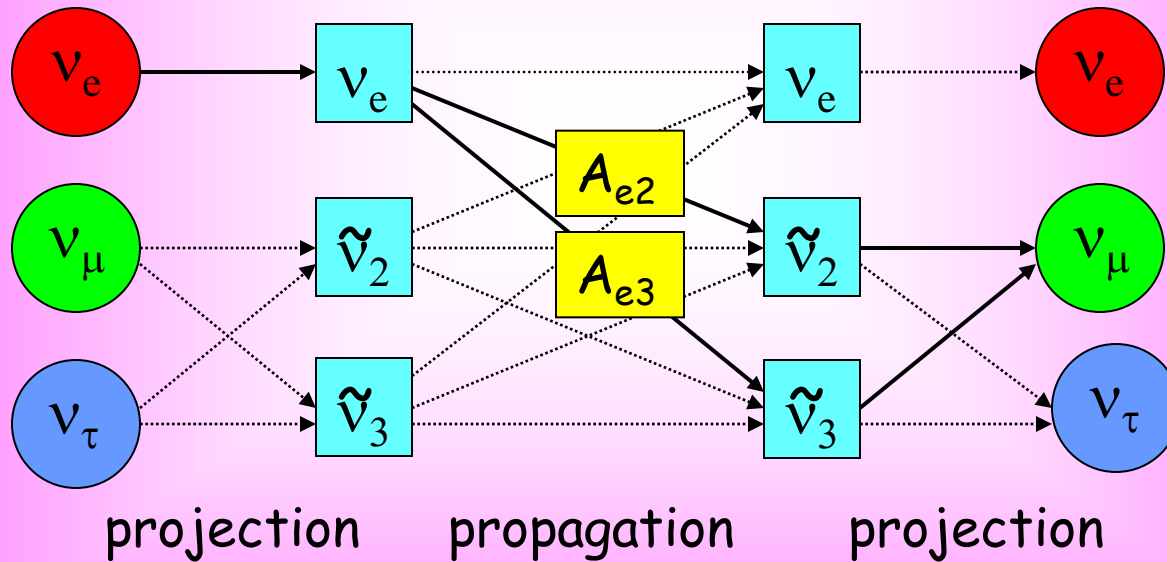 νe νe νe νe
Ae2
νμ ν̃2 ν̃2 νμ
Ae3
ντ ν̃3 ν̃3 ντ
projection propagation projection